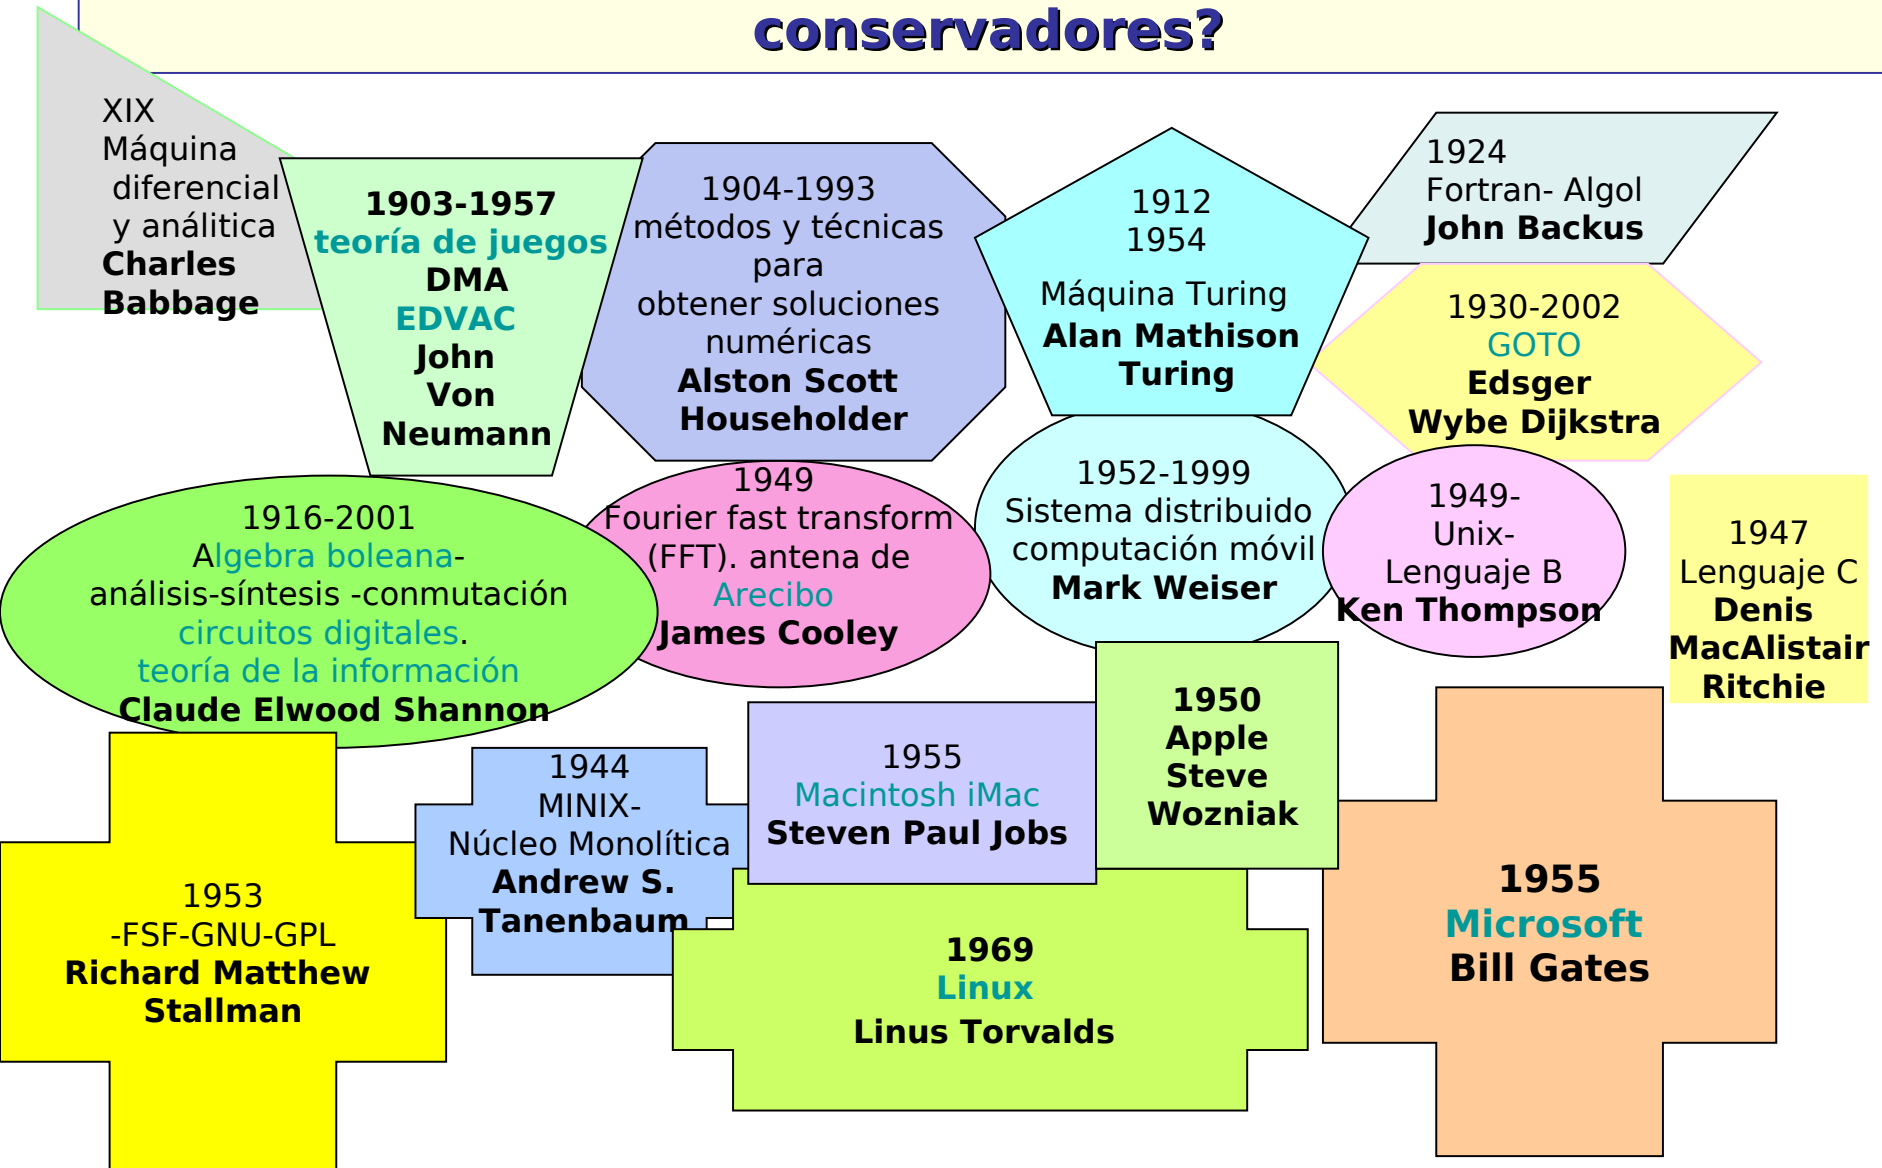 conservadores?
XIX
Máquina
diferencial
y análitica
Charles
Babbage
1903-1957
teoría de juegos
DMA
EDVAC
John
Von
Neumann
1904-1993
métodos y técnicas
para
obtener soluciones
numéricas
Alston Scott
Householder
1912
1954
Máquina Turing
Alan Mathison
Turing
1924
Fortran- Algol
John Backus
1930-2002
GOTO
Edsger
Wybe Dijkstra
1916-2001
Algebra boleana-
análisis-síntesis -conmutación
circuitos digitales.
teoría de la información
Claude Elwood Shannon
1949
Fourier fast transform
(FFT). antena de
Arecibo
James Cooley
1952-1999
Sistema distribuido
computación móvil
Mark Weiser
1949-
Unix-
Lenguaje B
Ken Thompson
1947
Lenguaje C
Denis
MacAlistair
Ritchie
1953
-FSF-GNU-GPL
Richard Matthew
Stallman
1944
MINIX-
Núcleo Monolítica
Andrew S.
Tanenbaum
1955
Macintosh iMac
Steven Paul Jobs
1950
Apple
Steve
Wozniak
1969
Linux
Linus Torvalds
1955
Microsoft
Bill Gates